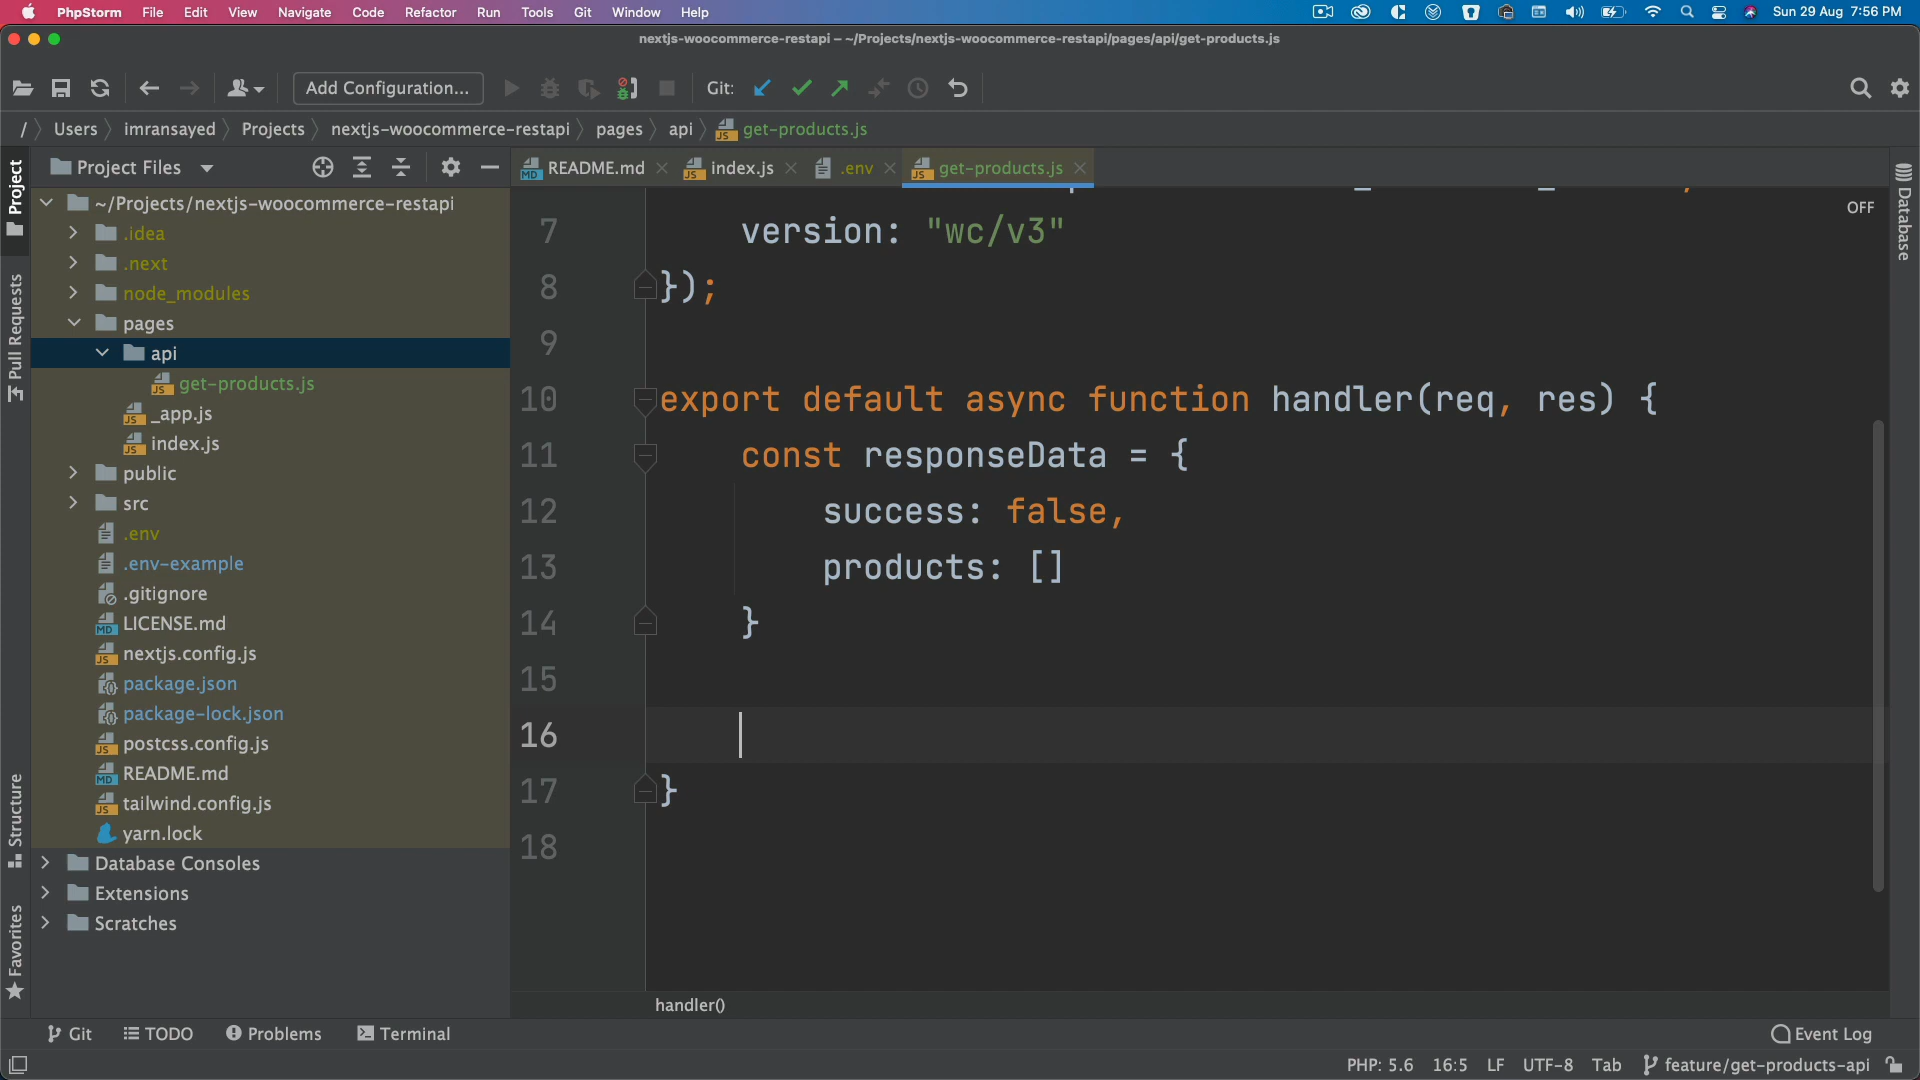 PhpStorm File Edit View Navigate Code Refactor Run Tools Git Window Help Sun 29 Aug 7:56 PM
nextjs-woocommerce-restapi – ~/Projects/nextjs-woocommerce-restapi/pages/api/get-products.js
Add Configuration... Git:
/ Users imransayed Projects nextjs-woocommerce-restapi pages api get-products.js
Project Files
README.md index.js .env get-products.js
Project
Pull Requests
Structure
Favorites
Database
~/Projects/nextjs-woocommerce-restapi
.idea
.next
node_modules
pages
api
get-products.js
_app.js
index.js
public
src
.env
.env-example
.gitignore
LICENSE.md
nextjs.config.js
package.json
package-lock.json
postcss.config.js
README.md
tailwind.config.js
yarn.lock
Database Consoles
Extensions
Scratches
OFF
7 version: "wc/v3"
8 });
9
10 export default async function handler(req, res) {
11 const responseData = {
12 success: false,
13 products: []
14 }
15
16
17 }
18
handler()
Git TODO Problems Terminal Event Log
PHP: 5.6 16:5 LF UTF-8 Tab feature/get-products-api